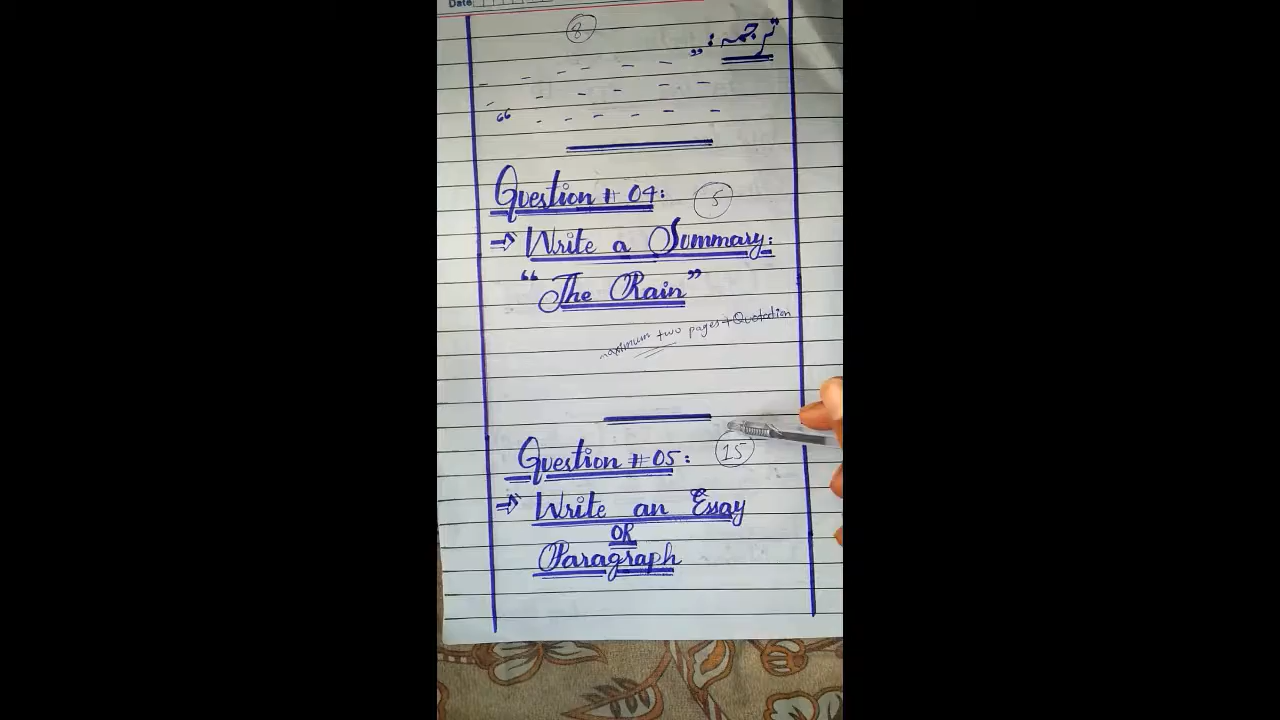 Date
8
ترجمہ :"
"
Question # 04:
5
⇒ Write a Summary:
"The Rain"
maximum two pages + Quotation
Question # 05:
15
⇒ Write an Essay
OR
Paragraph